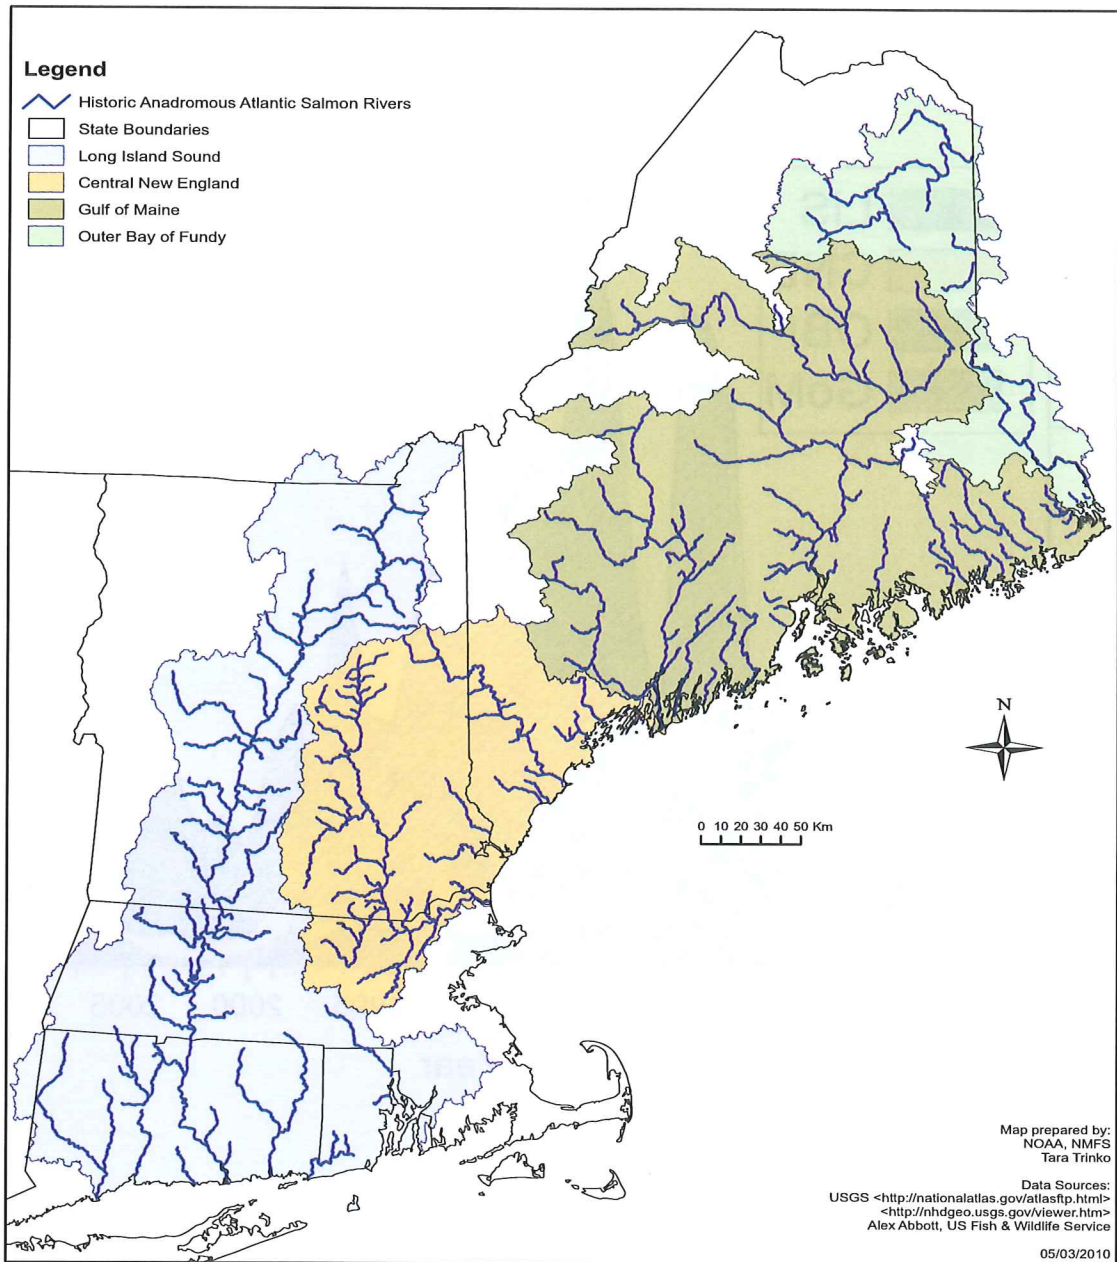 Legend
Historic Anadromous Atlantic Salmon Rivers
State Boundaries
Long Island Sound
Central New England
Gulf of Maine
Outer Bay of Fundy
N
0 10 20 30 40 50 Km
Map prepared by:
NOAA, NMFS
Tara Trinko
Data Sources:
USGS <http://nationalatlas.gov/atlasftp.html>
<http://nhdgeo.usgs.gov/viewer.htm>
Alex Abbott, US Fish & Wildlife Service
05/03/2010